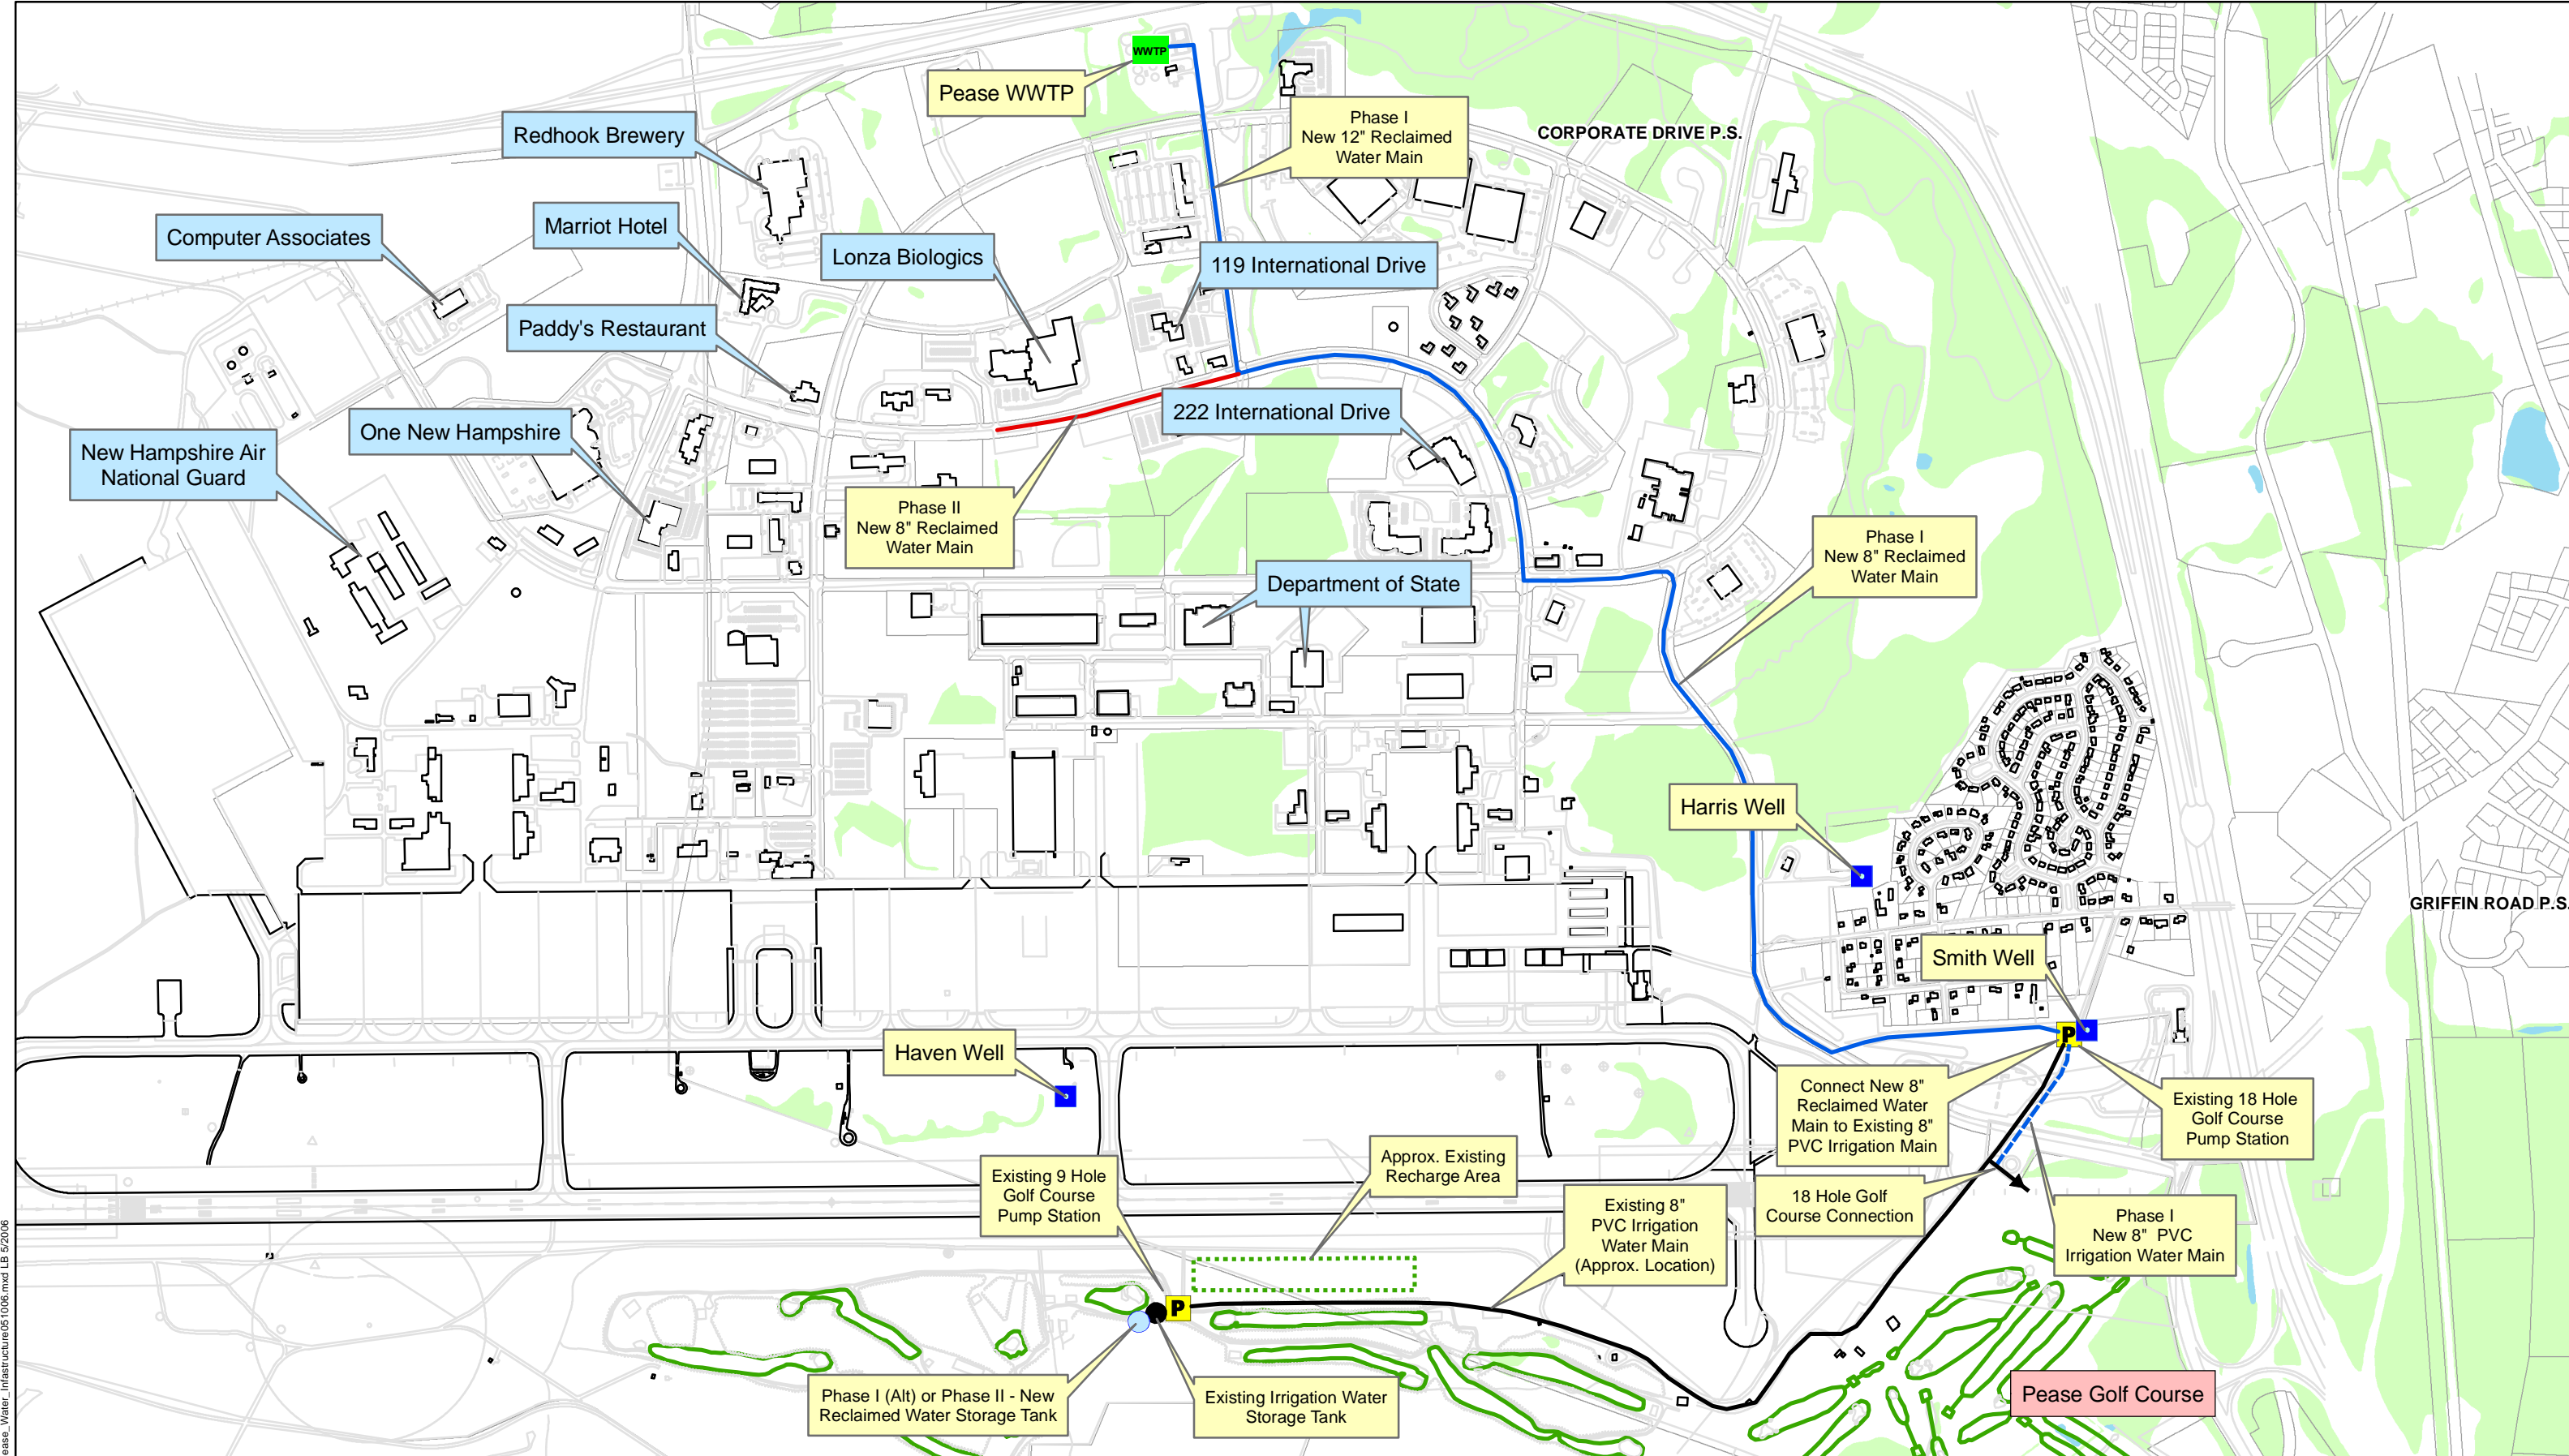 WWTP
Pease WWTP
Redhook Brewery
Phase I
New 12" Reclaimed
Water Main
CORPORATE DRIVE P.S.
Computer Associates
Marriot Hotel
Lonza Biologics
119 International Drive
Paddy's Restaurant
One New Hampshire
222 International Drive
New Hampshire Air
National Guard
Phase II
New 8" Reclaimed
Water Main
Phase I
New 8" Reclaimed
Water Main
Department of State
Harris Well
GRIFFIN ROAD P.S.
Smith Well
P
Haven Well
Connect New 8"
Reclaimed Water
Main to Existing 8"
PVC Irrigation Main
Existing 18 Hole
Golf Course
Pump Station
Existing 9 Hole
Golf Course
Pump Station
Approx. Existing
Recharge Area
Existing 8"
PVC Irrigation
Water Main
(Approx. Location)
18 Hole Golf
Course Connection
Phase I
New 8" PVC
Irrigation Water Main
P
Phase I (Alt) or Phase II - New
Reclaimed Water Storage Tank
Existing Irrigation Water
Storage Tank
Pease Golf Course
ease_Water_Infastructure051006.mxd LB 5/2006